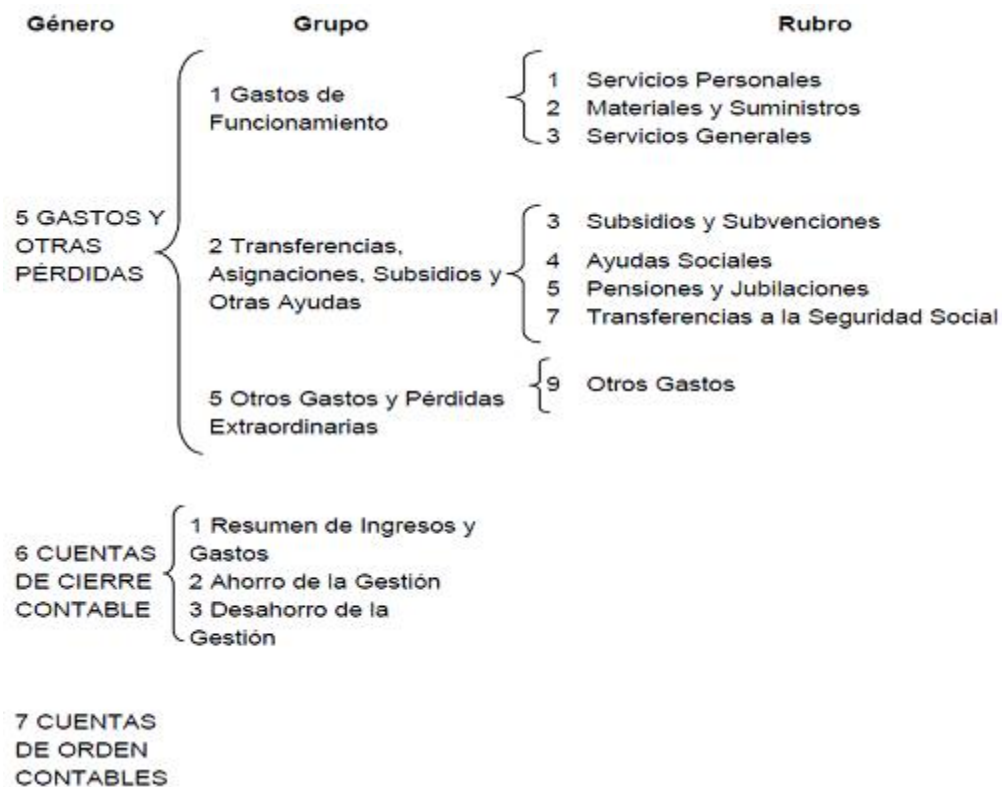 Género Grupo Rubro
1 Gastos de
Funcionamiento
1 Servicios Personales
2 Materiales y Suministros
3 Servicios Generales
5 GASTOS Y
OTRAS
PÉRDIDAS
2 Transferencias,
Asignaciones, Subsidios y
Otras Ayudas
3 Subsidios y Subvenciones
4 Ayudas Sociales
5 Pensiones y Jubilaciones
7 Transferencias a la Seguridad Social
5 Otros Gastos y Pérdidas
Extraordinarias
9 Otros Gastos
6 CUENTAS
DE CIERRE
CONTABLE
1 Resumen de Ingresos y
Gastos
2 Ahorro de la Gestión
3 Desahorro de la
Gestión
7 CUENTAS
DE ORDEN
CONTABLES